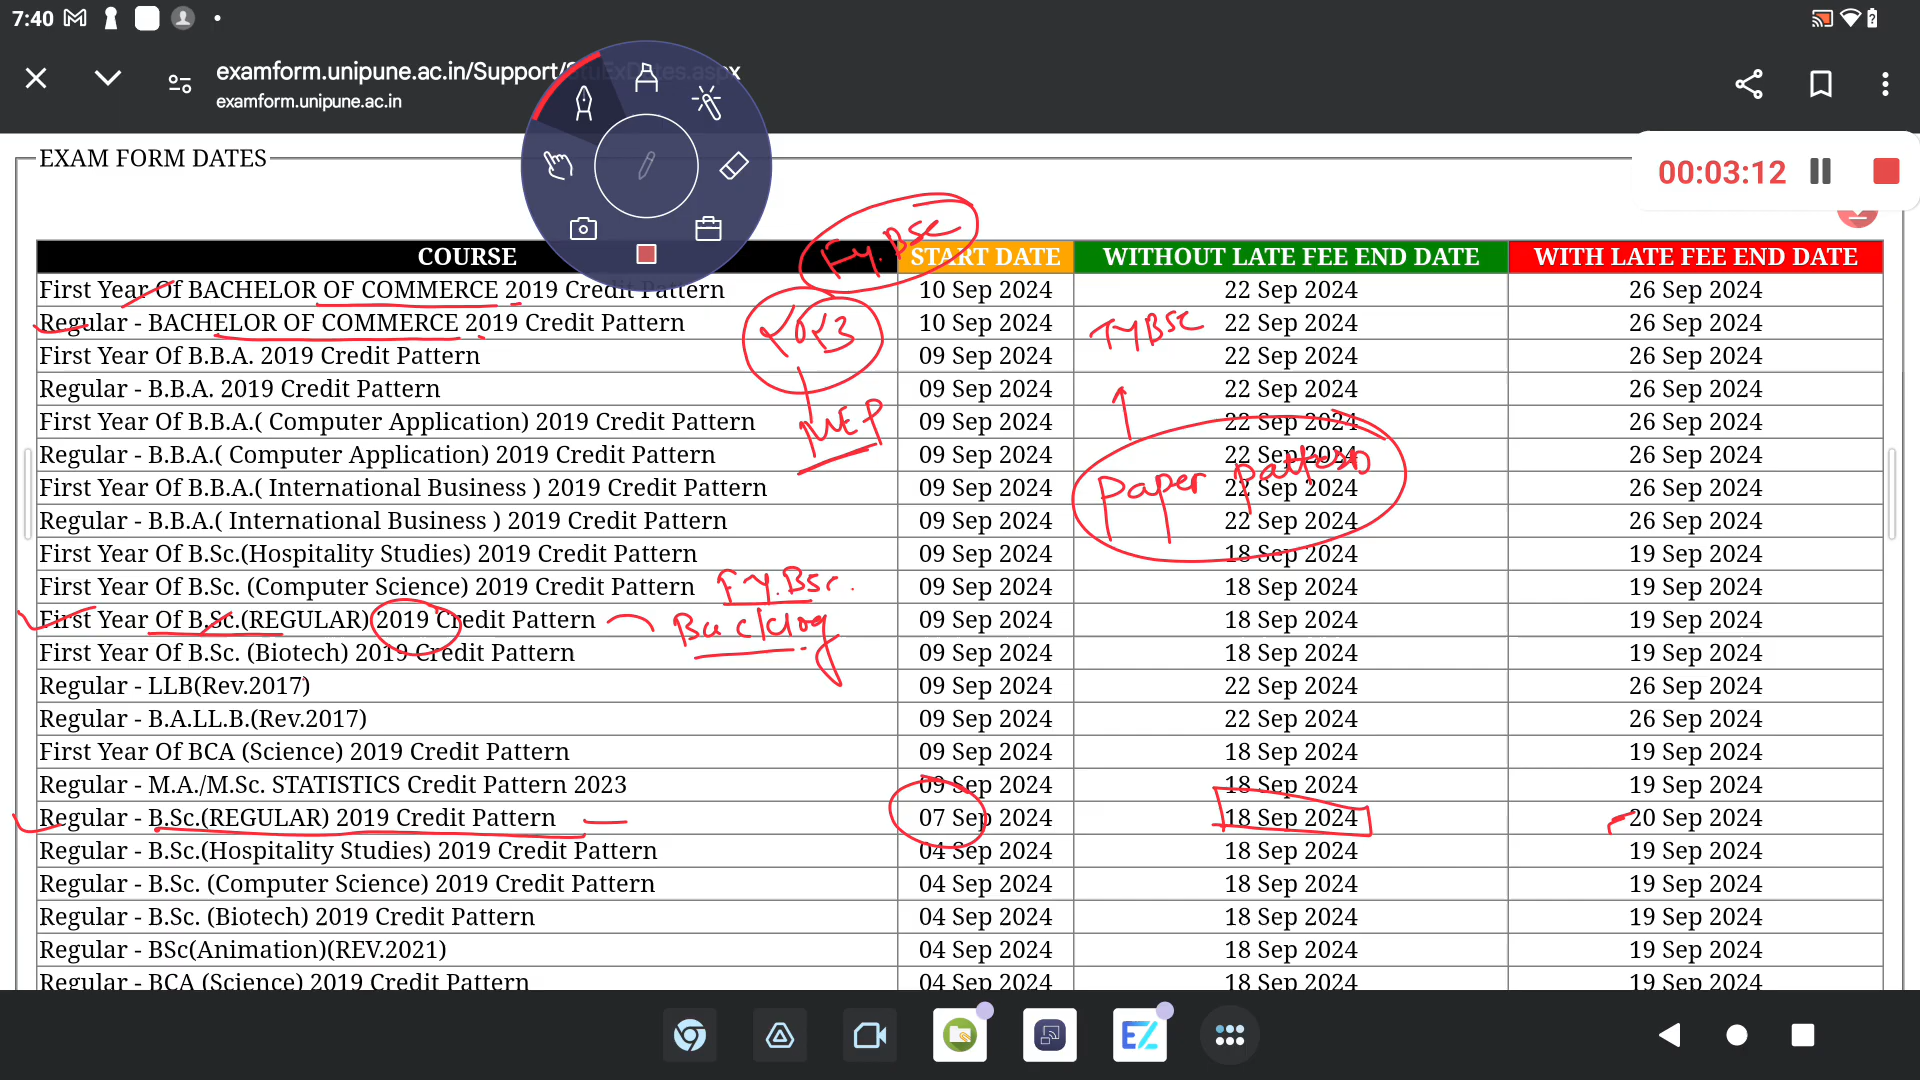 7:40
examform.unipune.ac.in/Support/StuExDates.aspx
examform.unipune.ac.in
EXAM FORM DATES
00:03:12
COURSE START DATE WITHOUT LATE FEE END DATE WITH LATE FEE END DATE
First Year Of BACHELOR OF COMMERCE 2019 Credit Pattern 10 Sep 2024 22 Sep 2024 26 Sep 2024
Regular - BACHELOR OF COMMERCE 2019 Credit Pattern 10 Sep 2024 22 Sep 2024 26 Sep 2024
First Year Of B.B.A. 2019 Credit Pattern 09 Sep 2024 22 Sep 2024 26 Sep 2024
Regular - B.B.A. 2019 Credit Pattern 09 Sep 2024 22 Sep 2024 26 Sep 2024
First Year Of B.B.A.( Computer Application) 2019 Credit Pattern 09 Sep 2024 22 Sep 2024 26 Sep 2024
Regular - B.B.A.( Computer Application) 2019 Credit Pattern 09 Sep 2024 22 Sep 2024 26 Sep 2024
First Year Of B.B.A.( International Business ) 2019 Credit Pattern 09 Sep 2024 22 Sep 2024 26 Sep 2024
Regular - B.B.A.( International Business ) 2019 Credit Pattern 09 Sep 2024 22 Sep 2024 26 Sep 2024
First Year Of B.Sc.(Hospitality Studies) 2019 Credit Pattern 09 Sep 2024 18 Sep 2024 19 Sep 2024
First Year Of B.Sc. (Computer Science) 2019 Credit Pattern 09 Sep 2024 18 Sep 2024 19 Sep 2024
First Year Of B.Sc.(REGULAR) 2019 Credit Pattern 09 Sep 2024 18 Sep 2024 19 Sep 2024
First Year Of B.Sc. (Biotech) 2019 Credit Pattern 09 Sep 2024 18 Sep 2024 19 Sep 2024
Regular - LLB(Rev.2017) 09 Sep 2024 22 Sep 2024 26 Sep 2024
Regular - B.A.LL.B.(Rev.2017) 09 Sep 2024 22 Sep 2024 26 Sep 2024
First Year Of BCA (Science) 2019 Credit Pattern 09 Sep 2024 18 Sep 2024 19 Sep 2024
Regular - M.A./M.Sc. STATISTICS Credit Pattern 2023 09 Sep 2024 18 Sep 2024 19 Sep 2024
Regular - B.Sc.(REGULAR) 2019 Credit Pattern 07 Sep 2024 18 Sep 2024 20 Sep 2024
Regular - B.Sc.(Hospitality Studies) 2019 Credit Pattern 04 Sep 2024 18 Sep 2024 19 Sep 2024
Regular - B.Sc. (Computer Science) 2019 Credit Pattern 04 Sep 2024 18 Sep 2024 19 Sep 2024
Regular - B.Sc. (Biotech) 2019 Credit Pattern 04 Sep 2024 18 Sep 2024 19 Sep 2024
Regular - BSc(Animation)(REV.2021) 04 Sep 2024 18 Sep 2024 19 Sep 2024
Regular - BCA (Science) 2019 Credit Pattern 04 Sep 2024 18 Sep 2024 19 Sep 2024
Fy.BSc
2023
NEP
TYBSc
Paper pattern
Fy.BSc.
Backlog
EZ